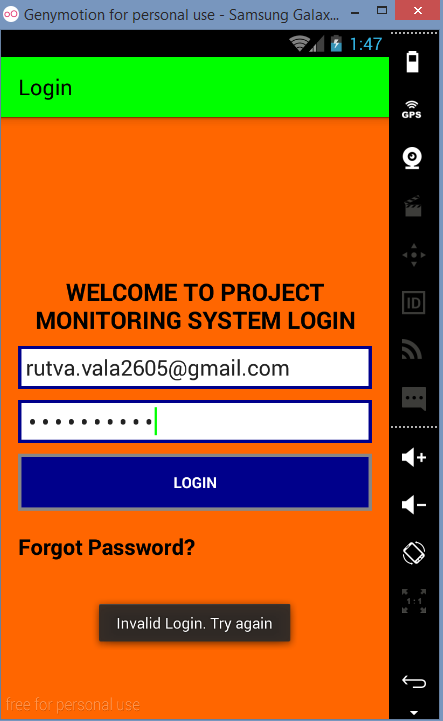 Genymotion for personal use - Samsung Galax...
1:47
Login
GPS
WELCOME TO PROJECT
MONITORING SYSTEM LOGIN
rutva.vala2605@gmail.com
••••••••••
LOGIN
Forgot Password?
Invalid Login. Try again
free for personal use
ID
1:1